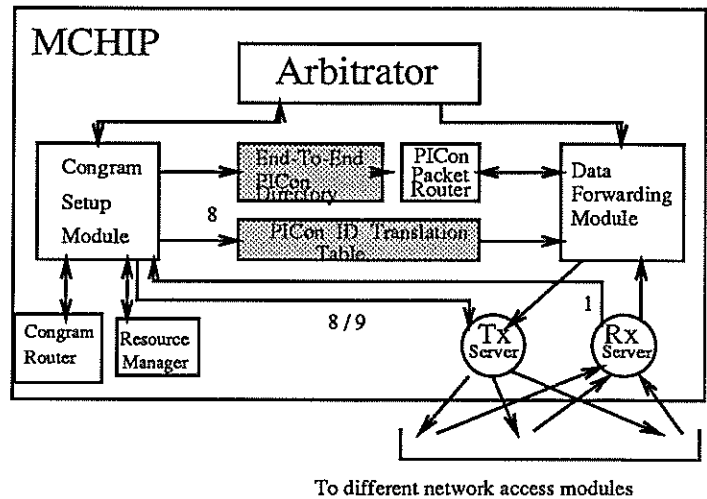 MCHIP
Arbitrator
Congram
Setup
Module
End-To-End
PICon
Directory
PICon
Packet
Router
Data
Forwarding
Module
8
PICon ID Translation
Table
8/9
1
Congram
Router
Resource
Manager
Tx
Server
Rx
Server
To different network access modules